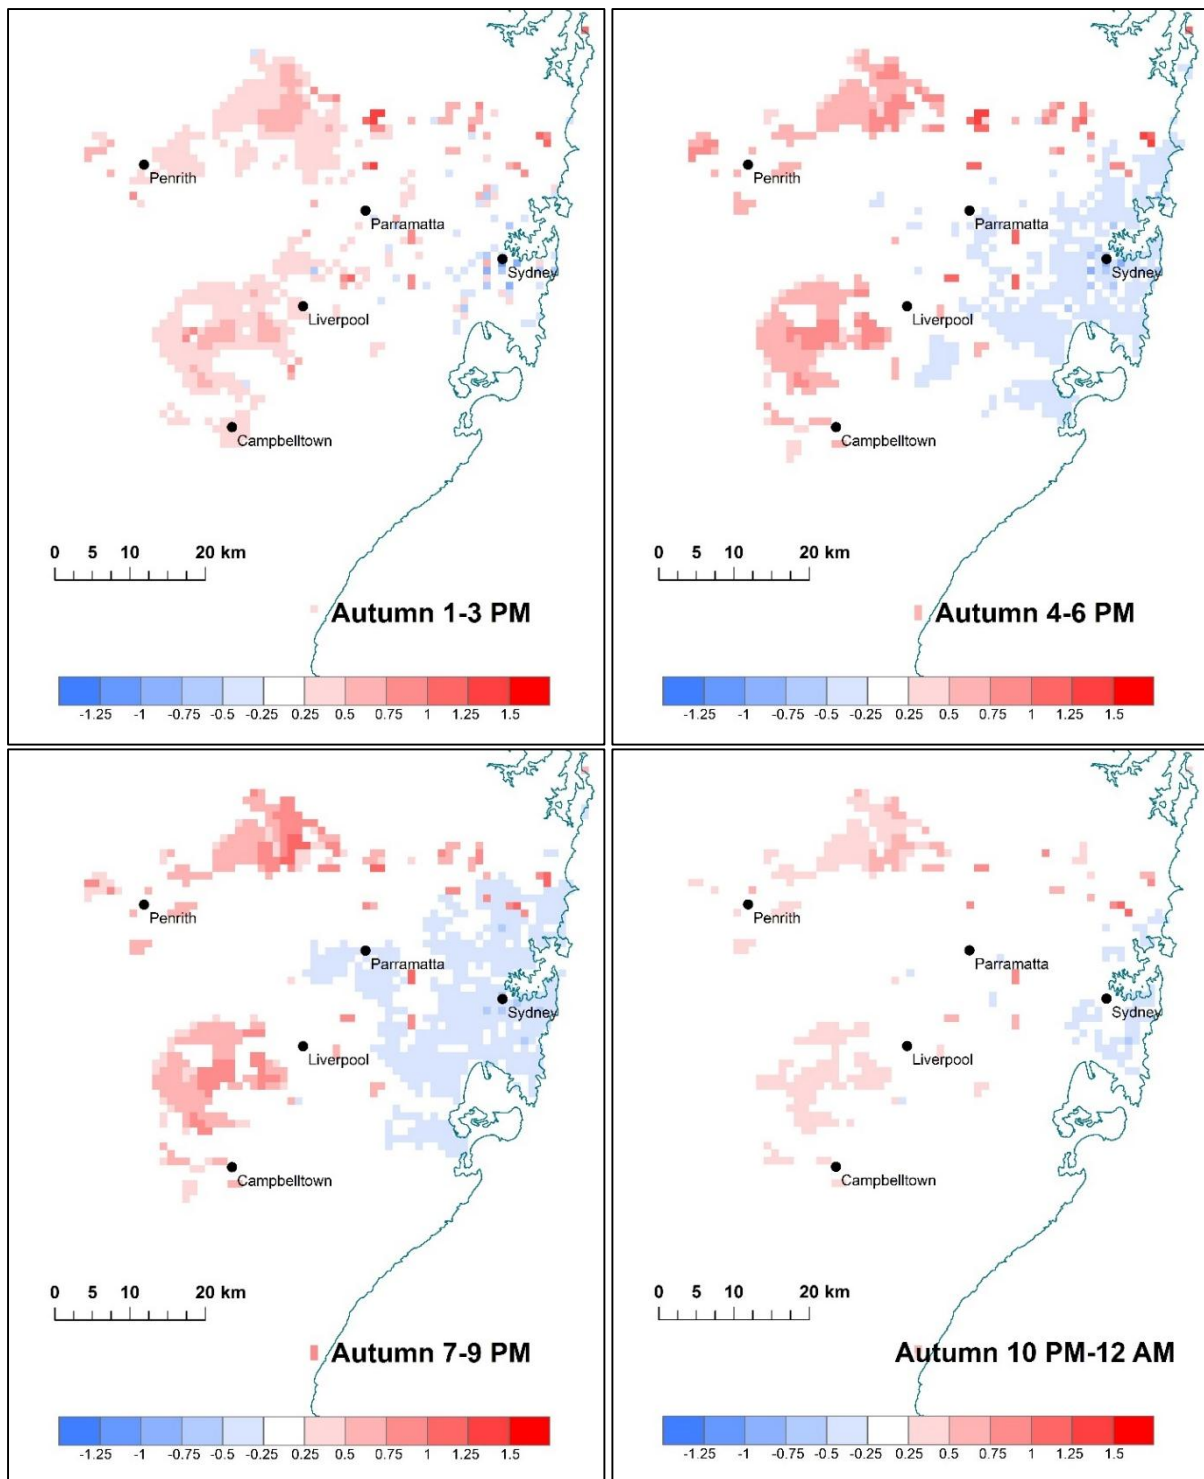 Penrith
Parramatta
Sydney
Liverpool
Campbelltown
0 5 10 20 km
Autumn 1-3 PM
-1.25 -1 -0.75 -0.5 -0.25 0.25 0.5 0.75 1 1.25 1.5
Penrith
Parramatta
Sydney
Liverpool
Campbelltown
0 5 10 20 km
Autumn 4-6 PM
-1.25 -1 -0.75 -0.5 -0.25 0.25 0.5 0.75 1 1.25 1.5
Penrith
Parramatta
Sydney
Liverpool
Campbelltown
0 5 10 20 km
Autumn 7-9 PM
-1.25 -1 -0.75 -0.5 -0.25 0.25 0.5 0.75 1 1.25 1.5
Penrith
Parramatta
Sydney
Liverpool
Campbelltown
0 5 10 20 km
Autumn 10 PM-12 AM
-1.25 -1 -0.75 -0.5 -0.25 0.25 0.5 0.75 1 1.25 1.5